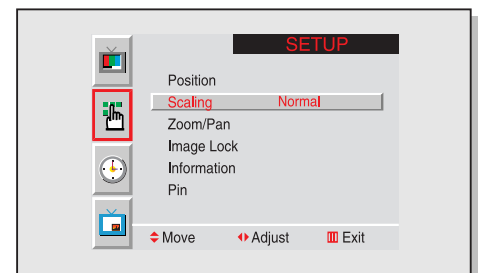 SETUP
Position
Scaling Normal
Zoom/Pan
Image Lock
Information
Pin
Move Adjust Exit